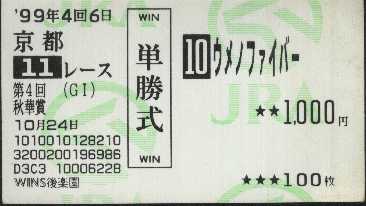 '99年4回6日
京都
11レース
第4回 (GI)
秋華賞
10月24日
1010010128210
3200200196986
D3C3 10006228
WINS後楽園
WIN
単勝式
WIN
10 ウメノファイバー
★★1,000円
★★★100枚
JRA
JRA